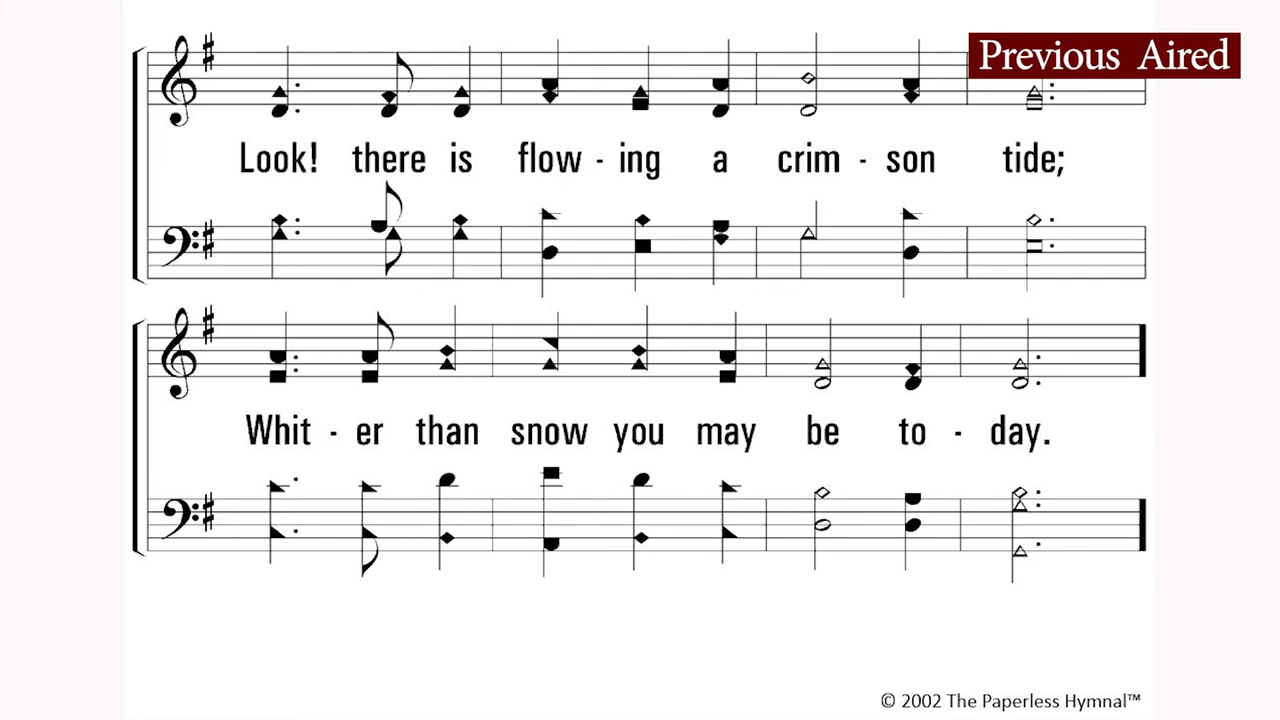 Previous Aired
Look! there is flow - ing a crim - son tide;
Whit - er than snow you may be to - day.
© 2002 The Paperless Hymnal™